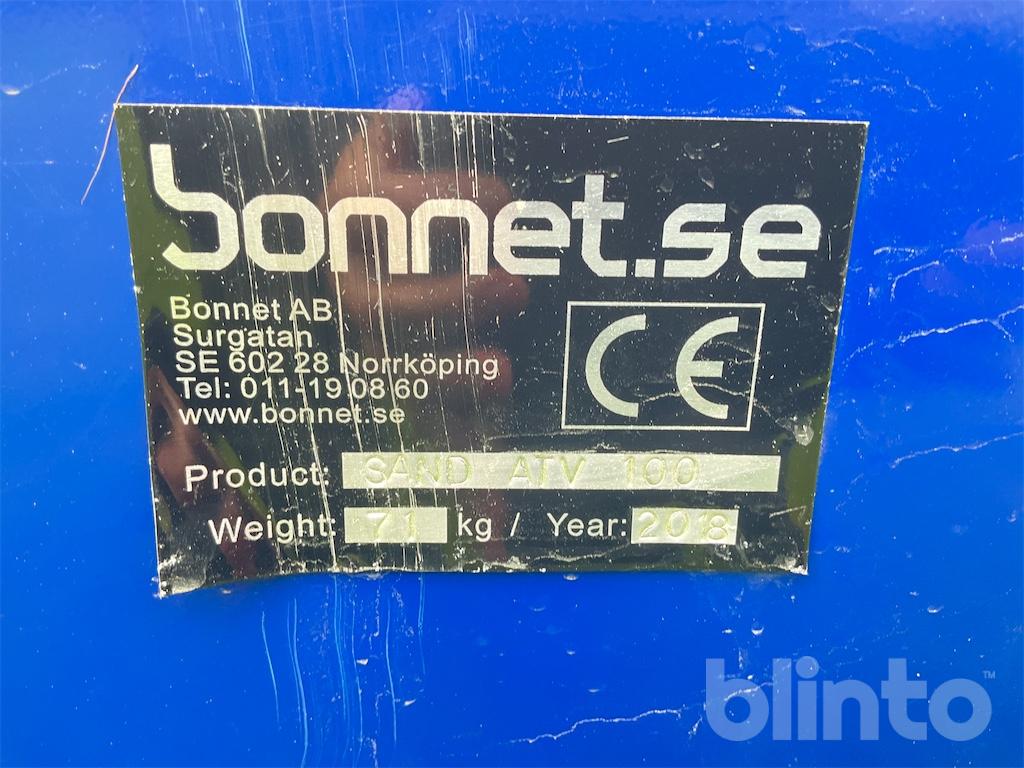 bonnet.se
Bonnet AB
Surgatan
SE 602 28 Norrköping
Tel: 011-19 08 60
www.bonnet.se
CE
Product: SAND ATV 100
Weight: 71 kg / Year: 2018
blinto™